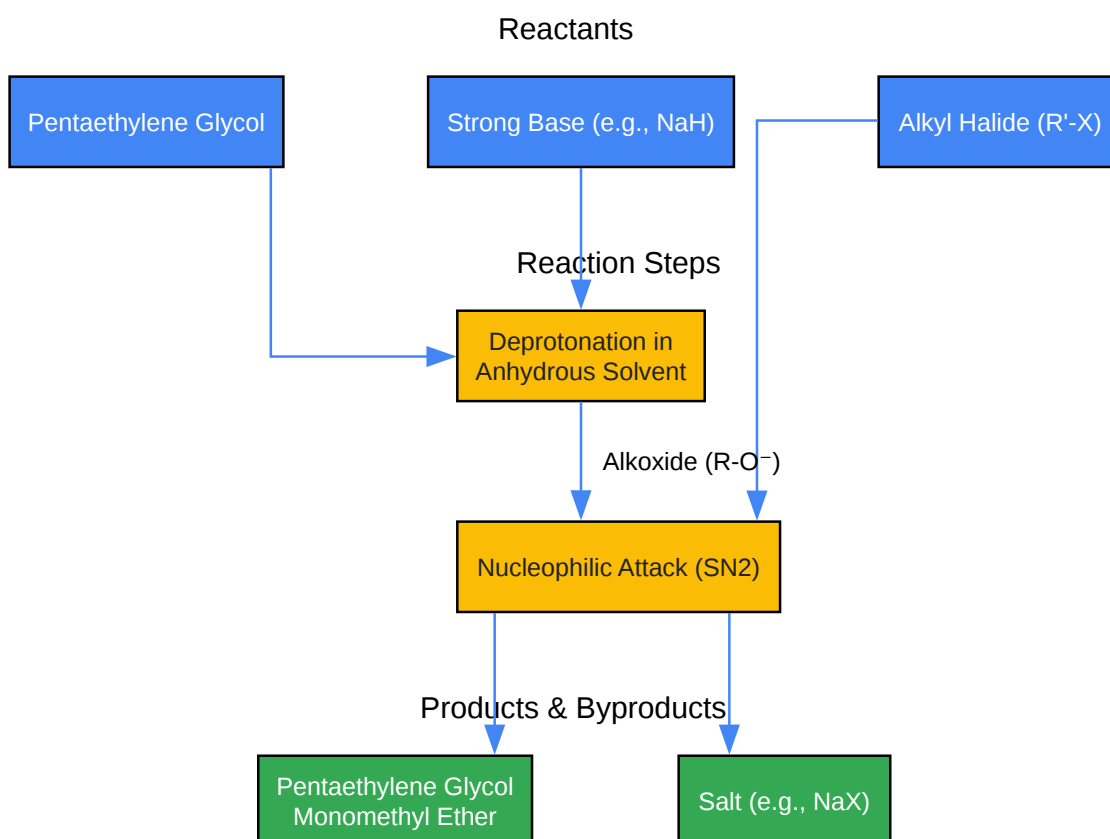 Reactants
Pentaethylene Glycol
Strong Base (e.g., NaH)
Alkyl Halide (R'-X)
Reaction Steps
Deprotonation in
Anhydrous Solvent
Alkoxide (R-O⁻)
Nucleophilic Attack (SN2)
Products & Byproducts
Pentaethylene Glycol
Monomethyl Ether
Salt (e.g., NaX)